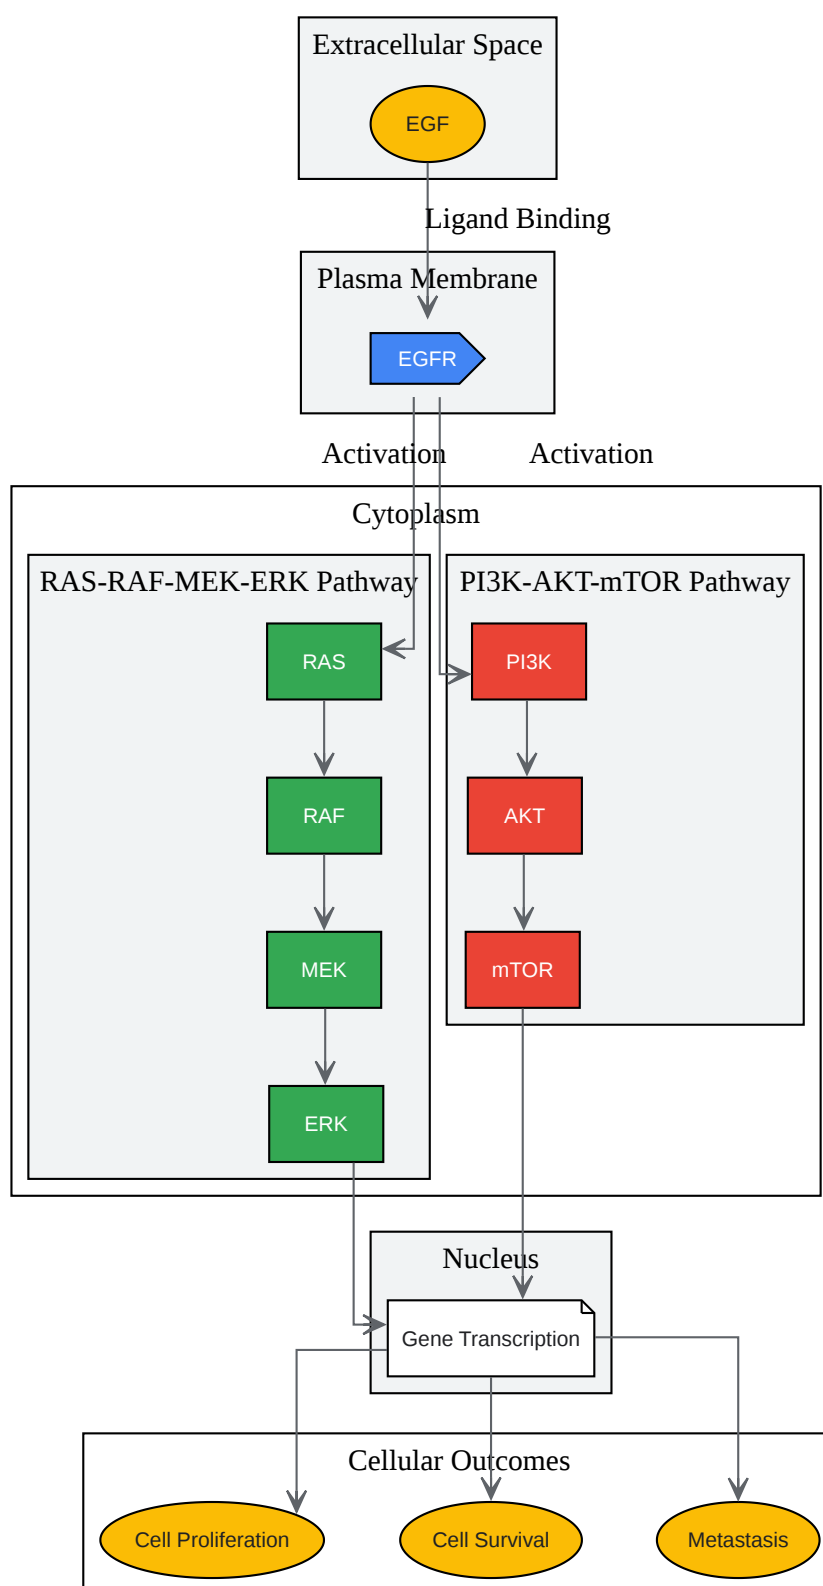 Extracellular Space
EGF
Ligand Binding
Plasma Membrane
EGFR
Activation
Activation
Cytoplasm
RAS-RAF-MEK-ERK Pathway
PI3K-AKT-mTOR Pathway
RAS
PI3K
RAF
AKT
MEK
mTOR
ERK
Nucleus
Gene Transcription
Cellular Outcomes
Cell Proliferation
Cell Survival
Metastasis